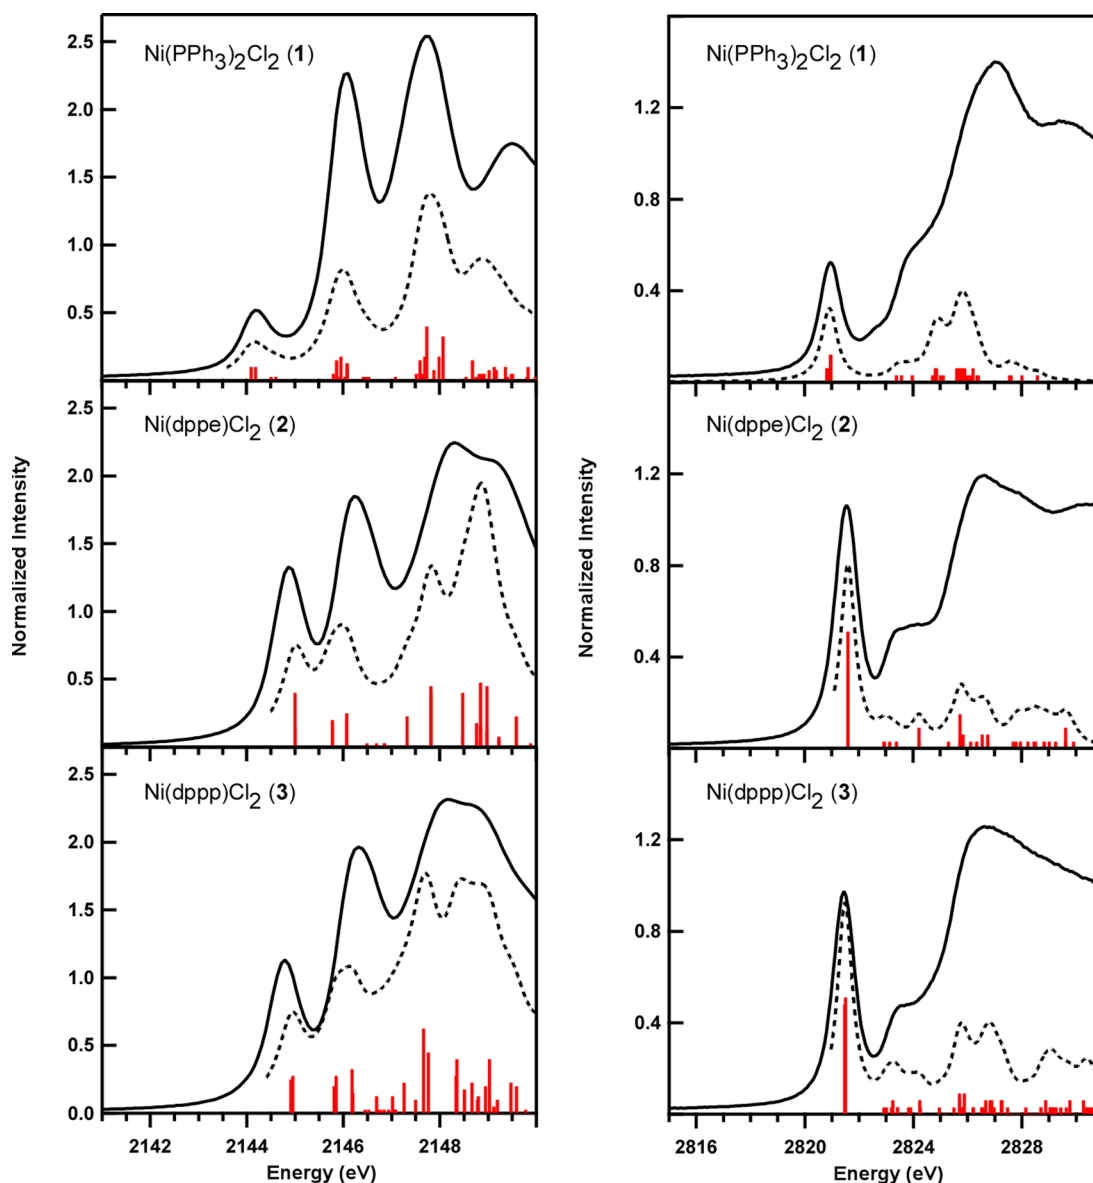 Ni(PPh3)2Cl2 (1)
2.5
2.0
1.5
1.0
0.5
Ni(dppe)Cl2 (2)
2.5
2.0
1.5
1.0
0.5
Ni(dppp)Cl2 (3)
2.5
2.0
1.5
1.0
0.5
0.0
2142 2144 2146 2148
Energy (eV)
Normalized Intensity
Ni(PPh3)2Cl2 (1)
1.2
0.8
0.4
Ni(dppe)Cl2 (2)
1.2
0.8
0.4
Ni(dppp)Cl2 (3)
1.2
0.8
0.4
2816 2820 2824 2828
Energy (eV)
Normalized Intensity